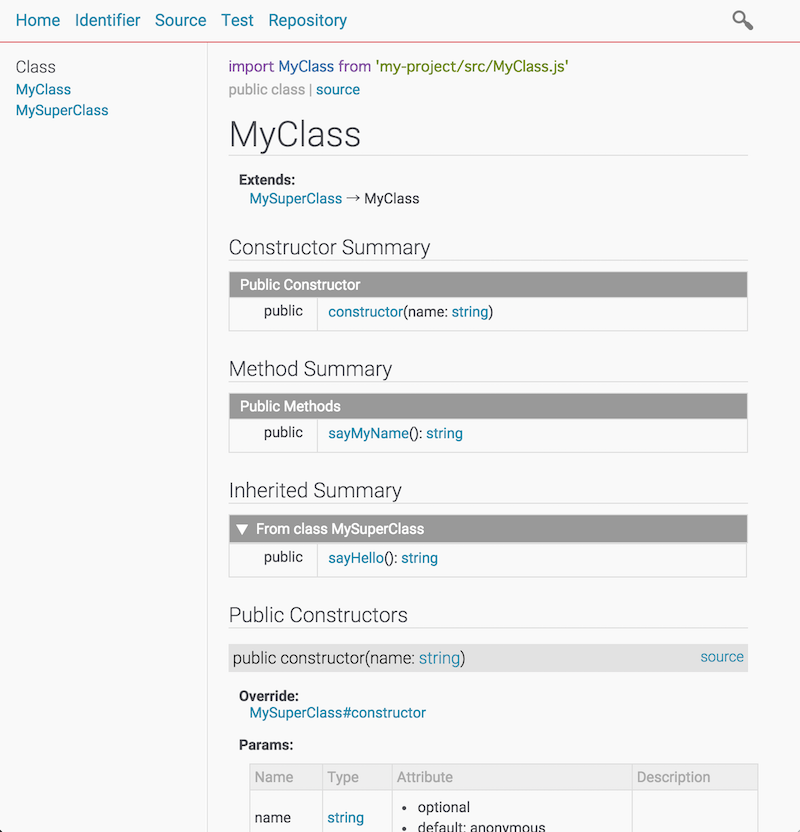 Home Identifier Source Test Repository
Class
MyClass
MySuperClass
import MyClass from 'my-project/src/MyClass.js'
public class | source
MyClass
Extends:
MySuperClass → MyClass
Constructor Summary
Public Constructor
public constructor(name: string)
Method Summary
Public Methods
public sayMyName(): string
Inherited Summary
▼ From class MySuperClass
public sayHello(): string
Public Constructors
public constructor(name: string) source
Override:
MySuperClass#constructor
Params:
Name Type Attribute Description
name string • optional
• default: anonymous